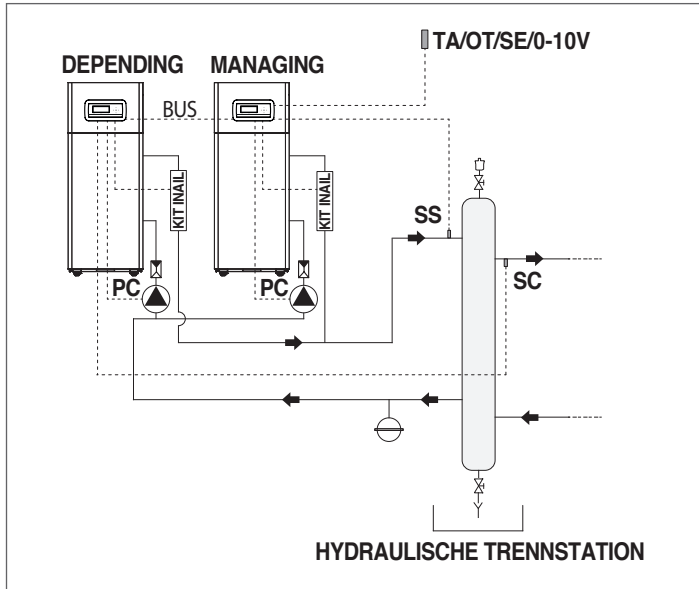 TA/OT/SE/0-10V
DEPENDING
MANAGING
BUS
KIT INAIL
KIT INAIL
SS
SC
PC
PC
HYDRAULISCHE TRENNSTATION